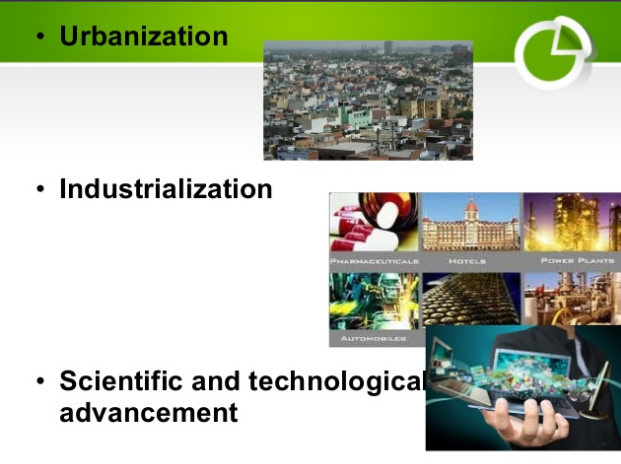 • Urbanization
• Industrialization
PHARMACEUTICALS HOTELS POWER PLANTS
AUTOMOBILES
• Scientific and technological
advancement